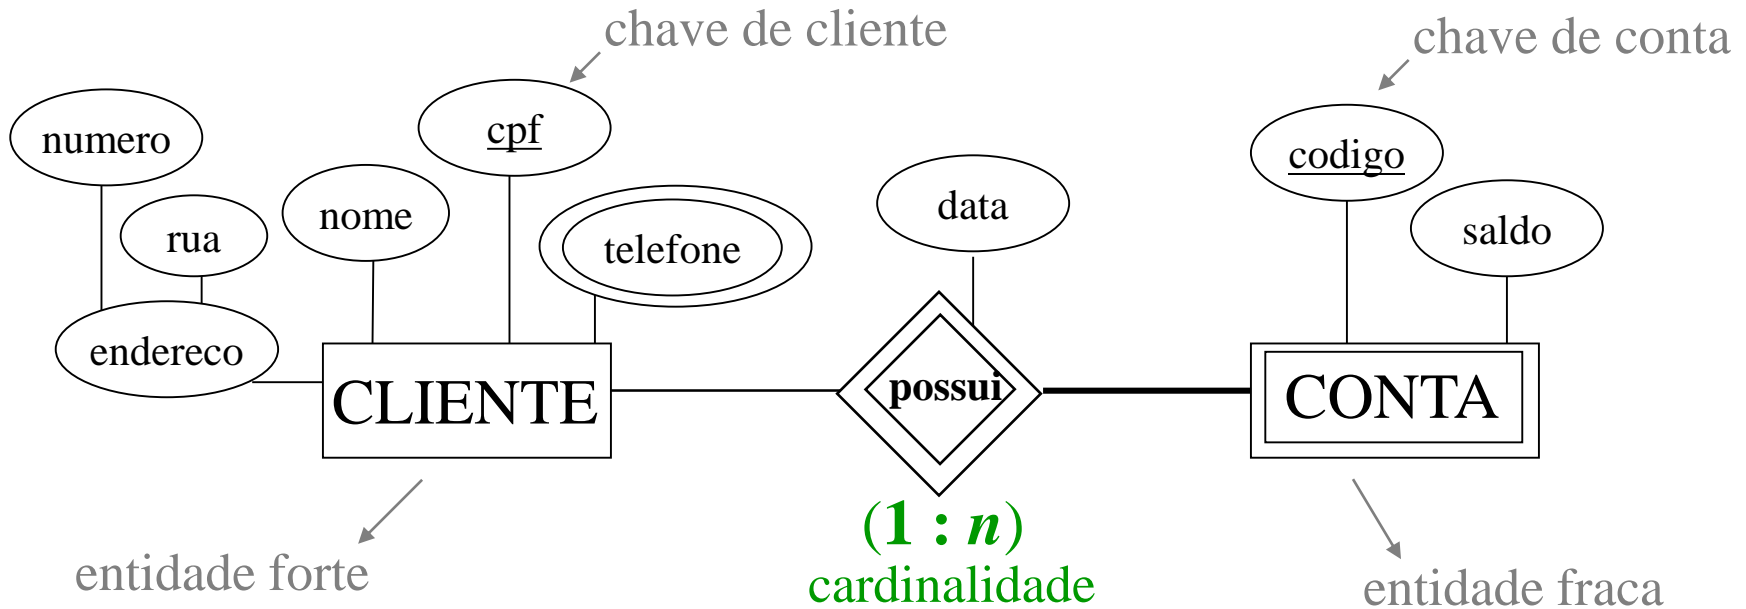 chave de cliente
chave de conta
numero
cpf
codigo
rua
nome
telefone
data
saldo
endereco
CLIENTE
possui
CONTA
(1 : n)
cardinalidade
entidade forte
entidade fraca